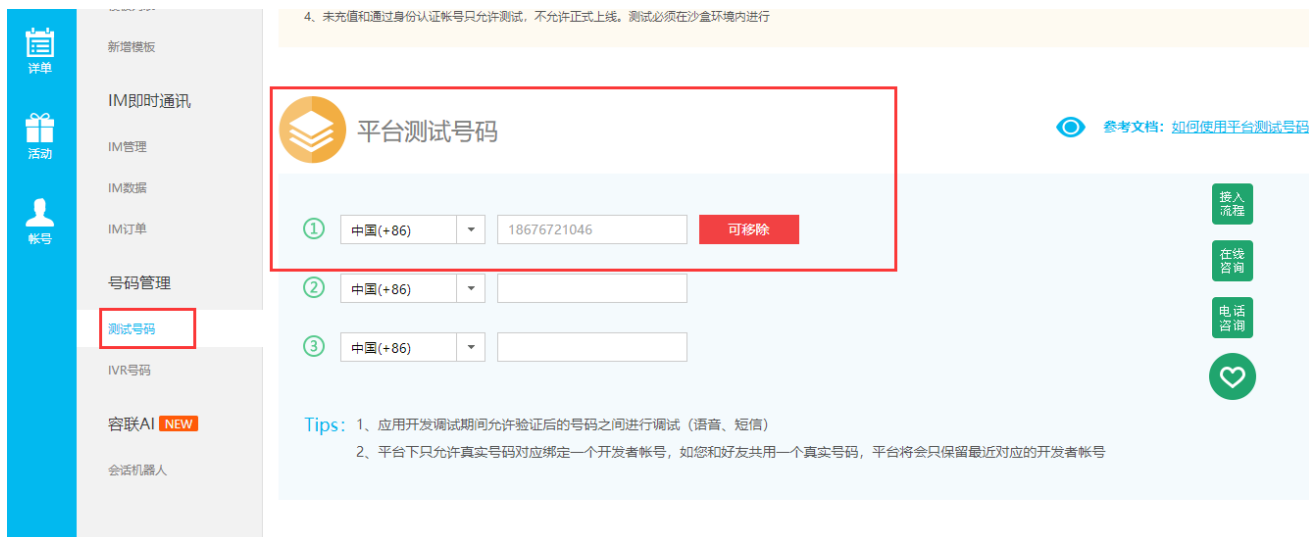 4、未充值和通过身份认证帐号只允许测试，不允许正式上线。测试必须在沙盒环境内进行
详单
活动
帐号
新增模板
IM即时通讯
IM管理
IM数据
IM订单
号码管理
测试号码
IVR号码
容联AI NEW
会话机器人
平台测试号码
参考文档：如何使用平台测试号码
① 中国(+86) 18676721046 可移除
② 中国(+86)
③ 中国(+86)
Tips：1、应用开发调试期间允许验证后的号码之间进行调试（语音、短信）
2、平台下只允许真实号码对应绑定一个开发者帐号，如您和好友共用一个真实号码，平台将会只保留最近对应的开发者帐号
接入
流程
在线
咨询
电话
咨询